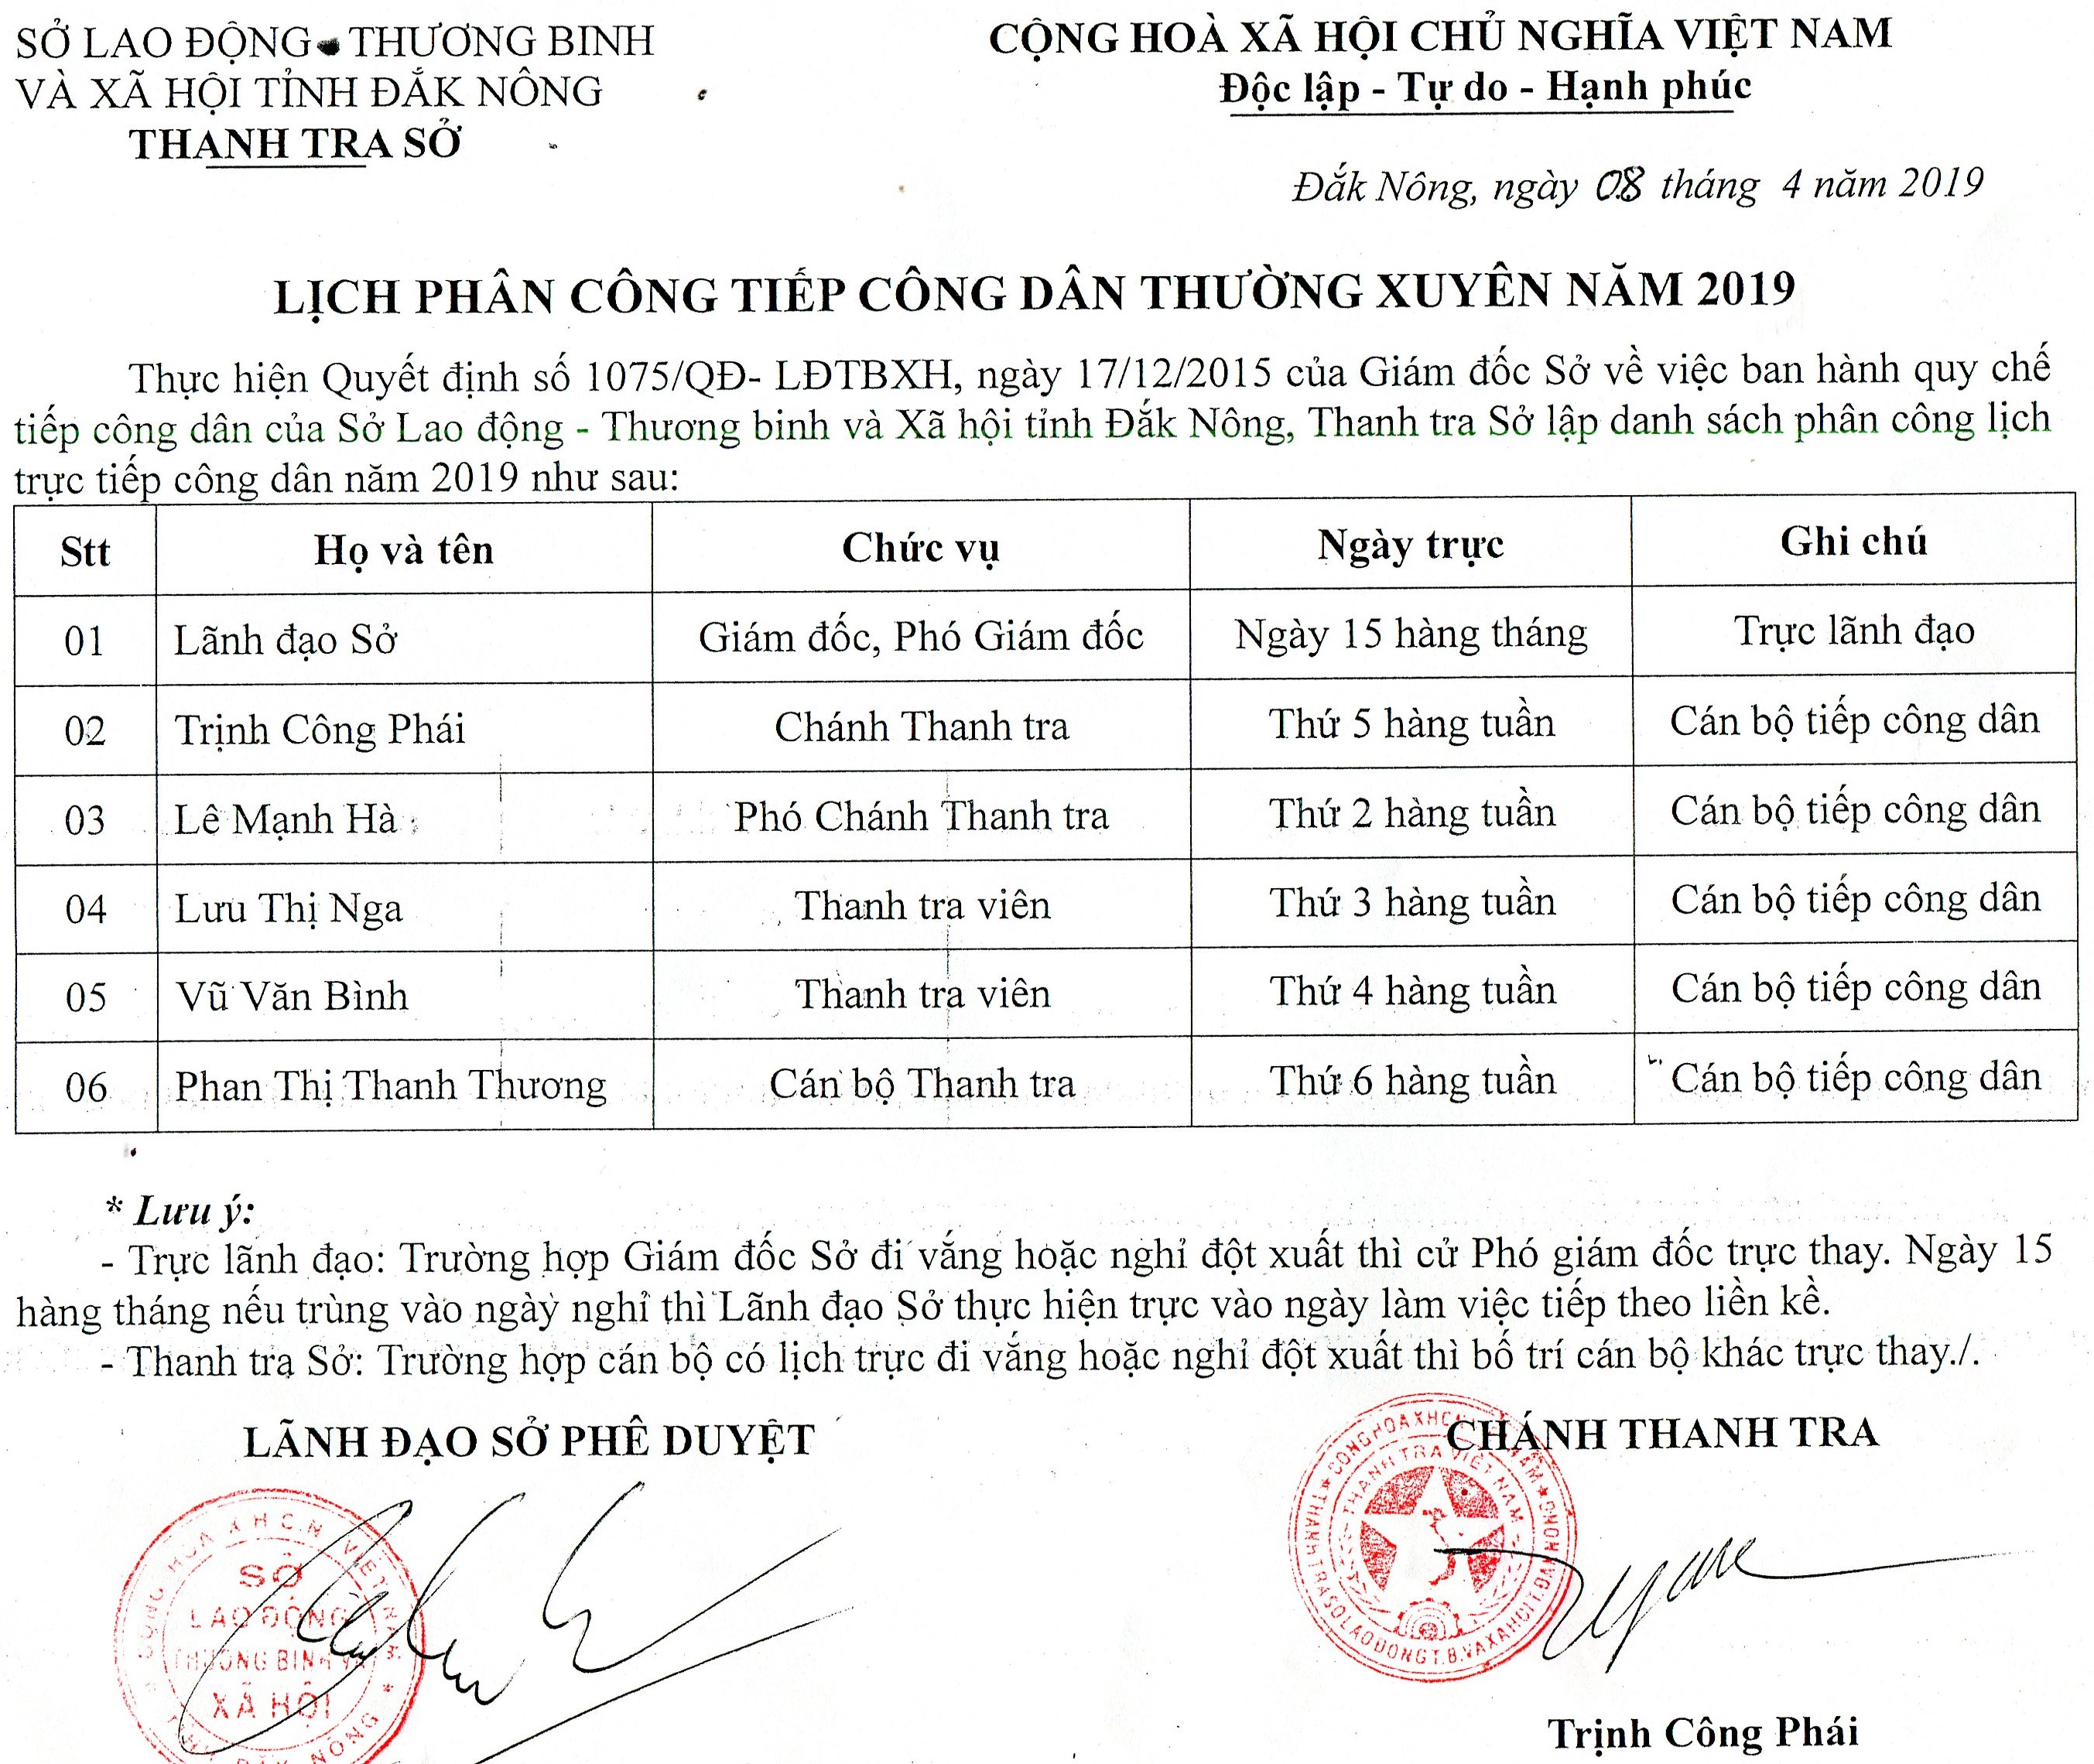 SỞ LAO ĐỘNG - THƯƠNG BINH
VÀ XÃ HỘI TỈNH ĐẮK NÔNG
THANH TRA SỞ
CỘNG HOÀ XÃ HỘI CHỦ NGHĨA VIỆT NAM
Độc lập - Tự do - Hạnh phúc
Đắk Nông, ngày 08 tháng 4 năm 2019
LỊCH PHÂN CÔNG TIẾP CÔNG DÂN THƯỜNG XUYÊN NĂM 2019
Thực hiện Quyết định số 1075/QĐ- LĐTBXH, ngày 17/12/2015 của Giám đốc Sở về việc ban hành quy chế
tiếp công dân của Sở Lao động - Thương binh và Xã hội tỉnh Đắk Nông, Thanh tra Sở lập danh sách phân công lịch
trực tiếp công dân năm 2019 như sau:
Stt Họ và tên Chức vụ Ngày trực Ghi chú
01 Lãnh đạo Sở Giám đốc, Phó Giám đốc Ngày 15 hàng tháng Trực lãnh đạo
02 Trịnh Công Phái Chánh Thanh tra Thứ 5 hàng tuần Cán bộ tiếp công dân
03 Lê Mạnh Hà Phó Chánh Thanh tra Thứ 2 hàng tuần Cán bộ tiếp công dân
04 Lưu Thị Nga Thanh tra viên Thứ 3 hàng tuần Cán bộ tiếp công dân
05 Vũ Văn Bình Thanh tra viên Thứ 4 hàng tuần Cán bộ tiếp công dân
06 Phan Thị Thanh Thương Cán bộ Thanh tra Thứ 6 hàng tuần Cán bộ tiếp công dân
* Lưu ý:
- Trực lãnh đạo: Trường hợp Giám đốc Sở đi vắng hoặc nghỉ đột xuất thì cử Phó giám đốc trực thay. Ngày 15
hàng tháng nếu trùng vào ngày nghỉ thì Lãnh đạo Sở thực hiện trực vào ngày làm việc tiếp theo liền kề.
- Thanh tra Sở: Trường hợp cán bộ có lịch trực đi vắng hoặc nghỉ đột xuất thì bố trí cán bộ khác trực thay./.
LÃNH ĐẠO SỞ PHÊ DUYỆT
SỞ
LAO ĐỘNG
THƯƠNG BINH VÀ
XÃ HỘI
CHÁNH THANH TRA
THANH TRA VIỆT NAM
Trịnh Công Phái